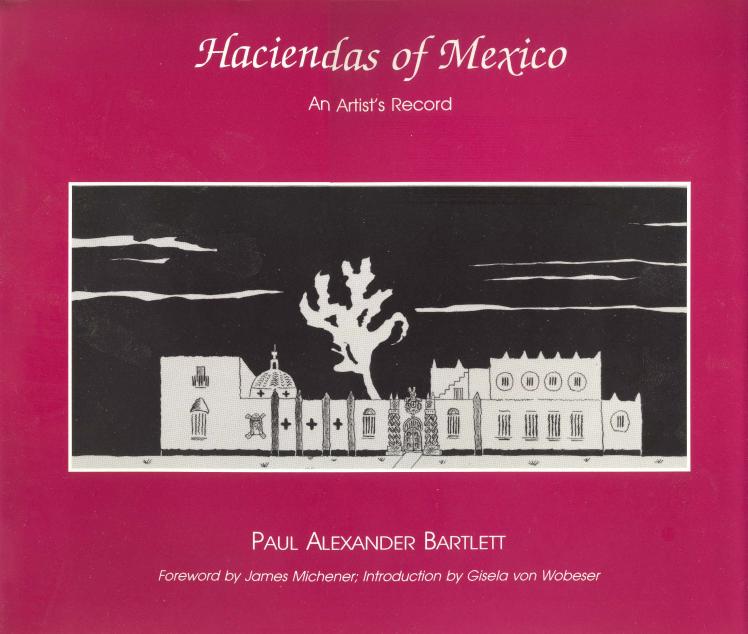 Haciendas of Mexico
An Artist's Record
PAUL ALEXANDER BARTLETT
Foreword by James Michener; Introduction by Gisela von Wobeser